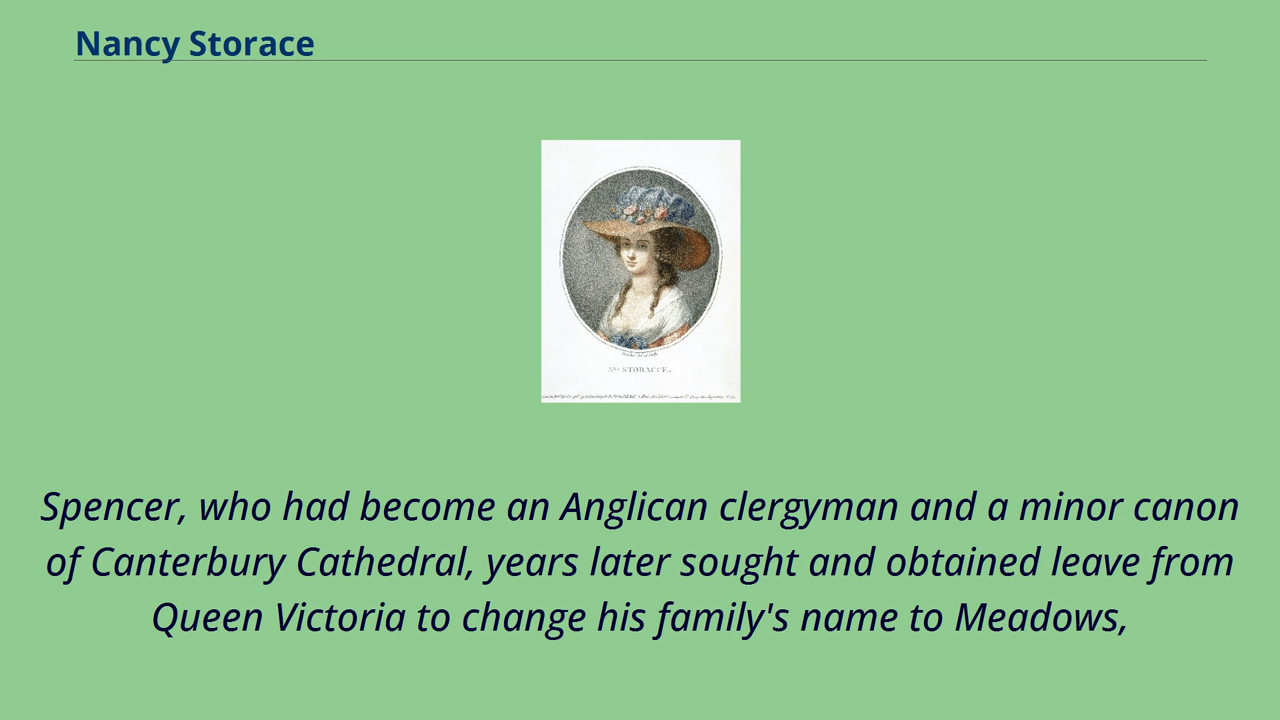 Nancy Storace
STORACCE.
Spencer, who had become an Anglican clergyman and a minor canon
of Canterbury Cathedral, years later sought and obtained leave from
Queen Victoria to change his family's name to Meadows,